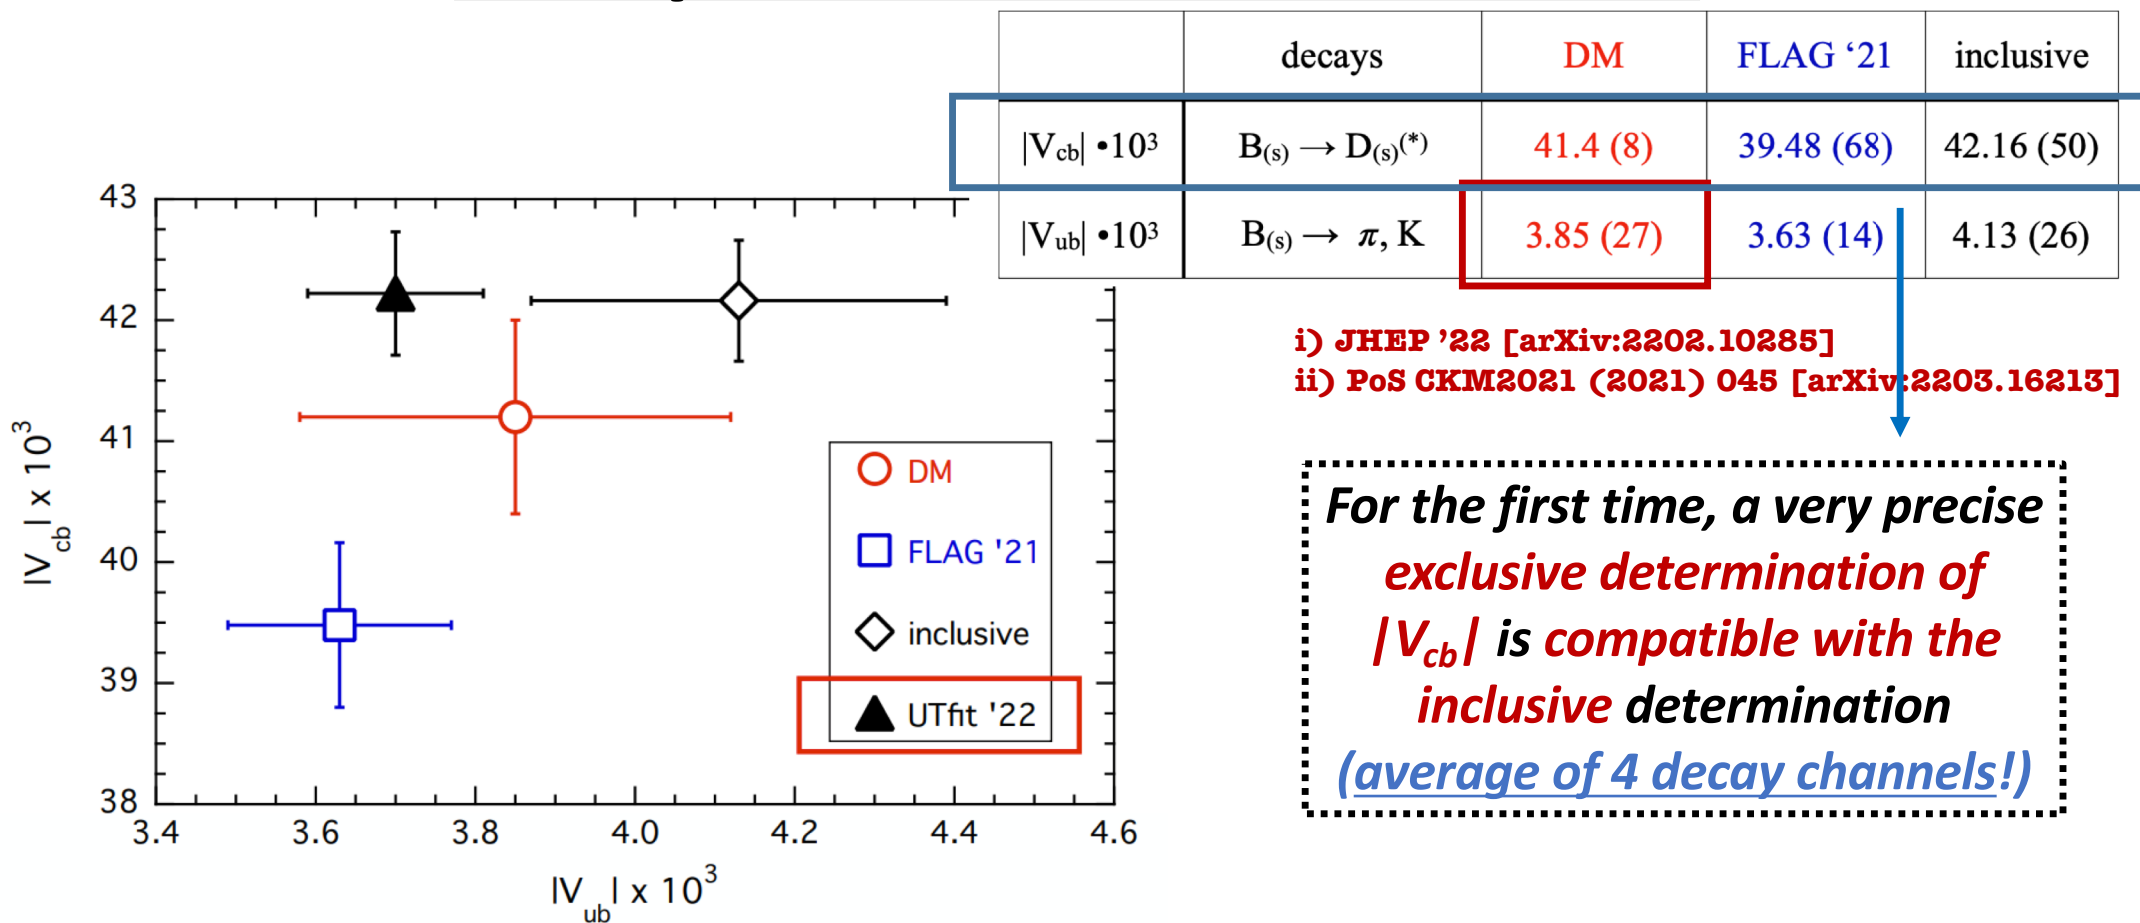 decays DM FLAG ‘21 inclusive
|Vcb| •10³ B(s) → D(s)(*) 41.4 (8) 39.48 (68) 42.16 (50)
|Vub| •10³ B(s) → π, K 3.85 (27) 3.63 (14) 4.13 (26)
i) JHEP ’22 [arXiv:2202.10285]
ii) PoS CKM2021 (2021) 045 [arXiv:2203.16213]
For the first time, a very precise
exclusive determination of
|Vcb| is compatible with the
inclusive determination
(average of 4 decay channels!)
43
42
41
40
39
38
|Vcb| x 10³
DM
FLAG '21
inclusive
UTfit '22
3.4 3.6 3.8 4.0 4.2 4.4 4.6
|Vub| x 10³